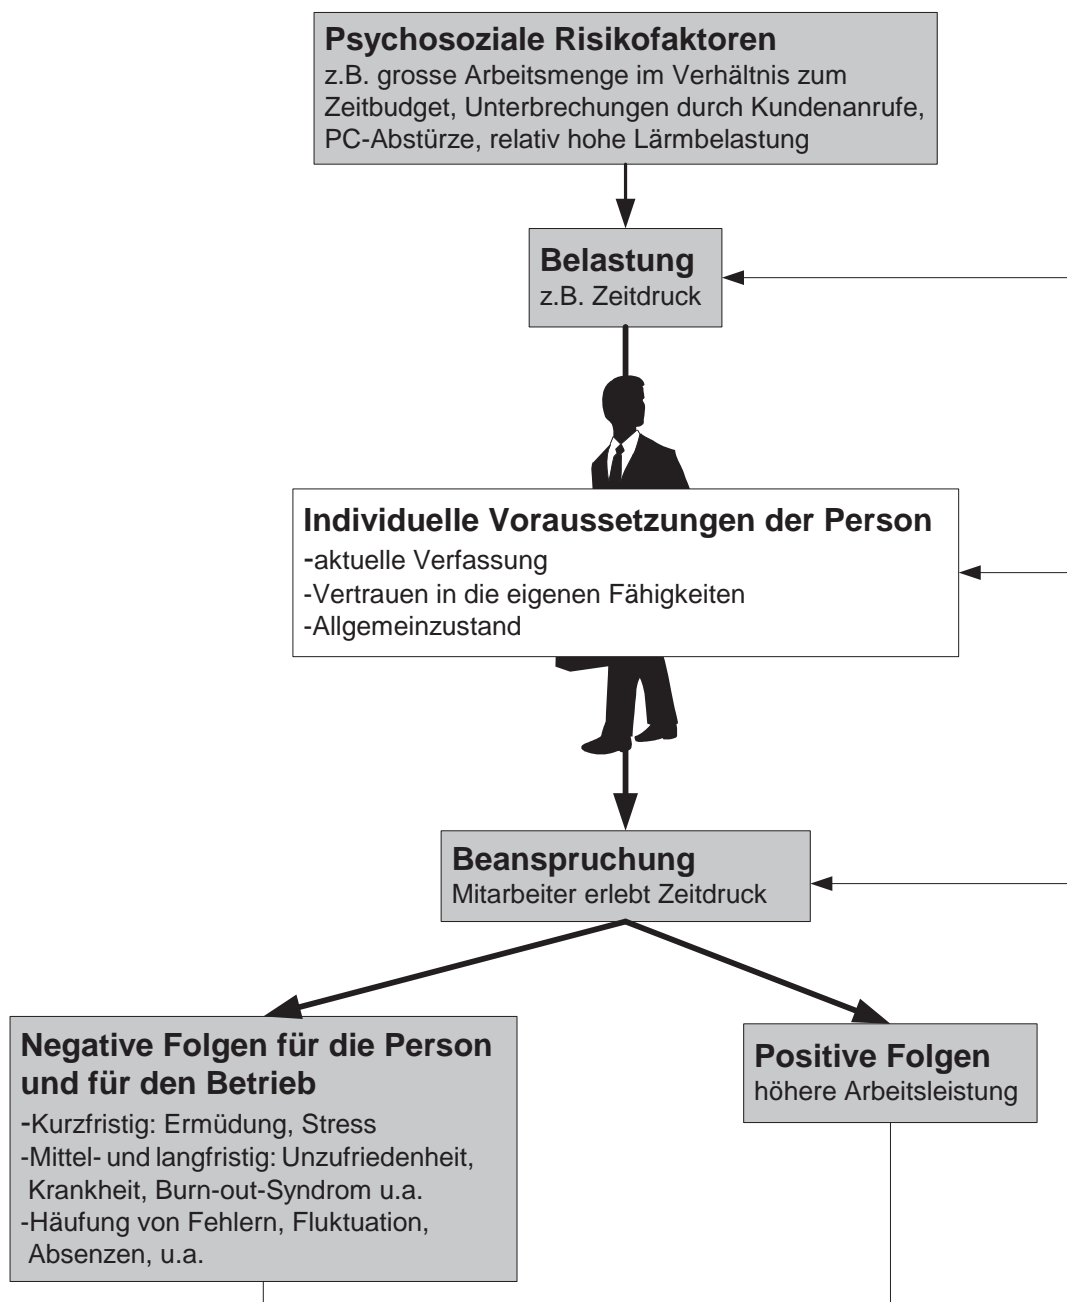 Psychosoziale Risikofaktoren
z.B. grosse Arbeitsmenge im Verhältnis zum
Zeitbudget, Unterbrechungen durch Kundenanrufe,
PC-Abstürze, relativ hohe Lärmbelastung
Belastung
z.B. Zeitdruck
Individuelle Voraussetzungen der Person
-aktuelle Verfassung
-Vertrauen in die eigenen Fähigkeiten
-Allgemeinzustand
Beanspruchung
Mitarbeiter erlebt Zeitdruck
Negative Folgen für die Person
und für den Betrieb
-Kurzfristig: Ermüdung, Stress
-Mittel- und langfristig: Unzufriedenheit,
Krankheit, Burn-out-Syndrom u.a.
-Häufung von Fehlern, Fluktuation,
Absenzen, u.a.
Positive Folgen
höhere Arbeitsleistung